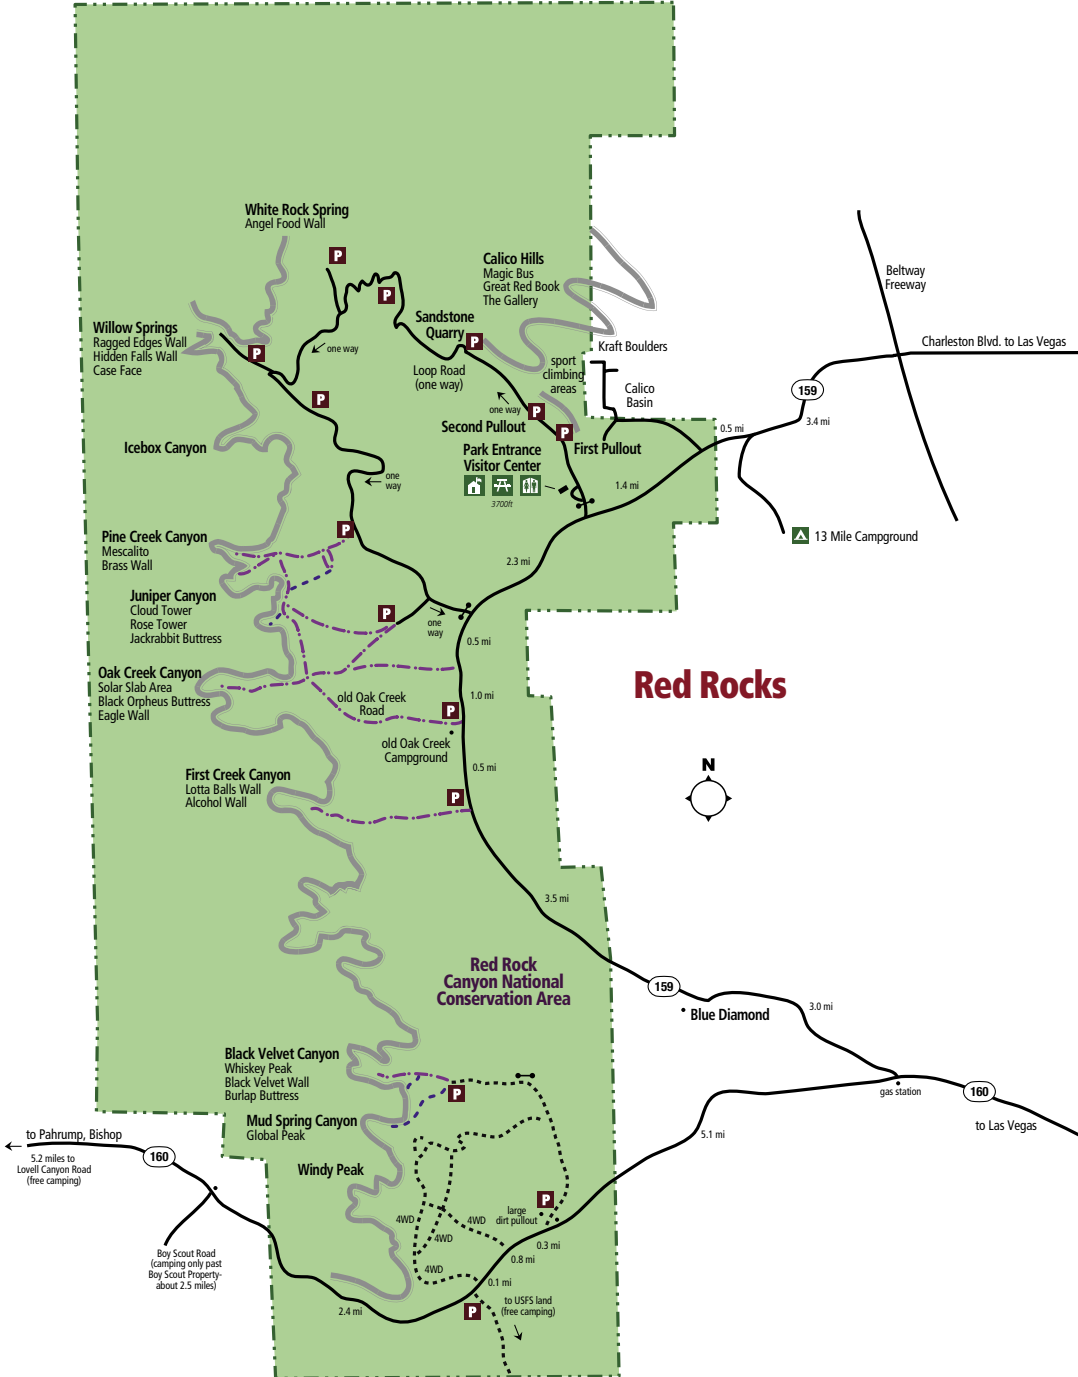 White Rock Spring
Angel Food Wall
P
P
Calico Hills
Magic Bus
Great Red Book
The Gallery
Beltway
Freeway
Sandstone
Quarry
P
Willow Springs
Ragged Edges Wall
Hidden Falls Wall
Case Face
P
one way
Loop Road
(one way)
sport
climbing
areas
Kraft Boulders
Charleston Blvd. to Las Vegas
Calico
Basin
159
3.4 mi
0.5 mi
P
one way
P
Second Pullout
P
First Pullout
Icebox Canyon
Park Entrance
Visitor Center
3700ft
one
way
1.4 mi
13 Mile Campground
Pine Creek Canyon
Mescalito
Brass Wall
P
2.3 mi
Juniper Canyon
Cloud Tower
Rose Tower
Jackrabbit Buttress
P
one
way
0.5 mi
Oak Creek Canyon
Solar Slab Area
Black Orpheus Buttress
Eagle Wall
old Oak Creek
Road
1.0 mi
P
old Oak Creek
Campground
Red Rocks
N
0.5 mi
First Creek Canyon
Lotta Balls Wall
Alcohol Wall
P
3.5 mi
Red Rock
Canyon National
Conservation Area
159
Blue Diamond
3.0 mi
Black Velvet Canyon
Whiskey Peak
Black Velvet Wall
Burlap Buttress
P
gas station
160
to Las Vegas
Mud Spring Canyon
Global Peak
5.1 mi
to Pahrump, Bishop
5.2 miles to
Lovell Canyon Road
(free camping)
160
Windy Peak
P
large
dirt pullout
4WD
4WD
4WD
4WD
0.3 mi
0.8 mi
0.1 mi
Boy Scout Road
(camping only past
Boy Scout Property-
about 2.5 miles)
2.4 mi
P
to USFS land
(free camping)